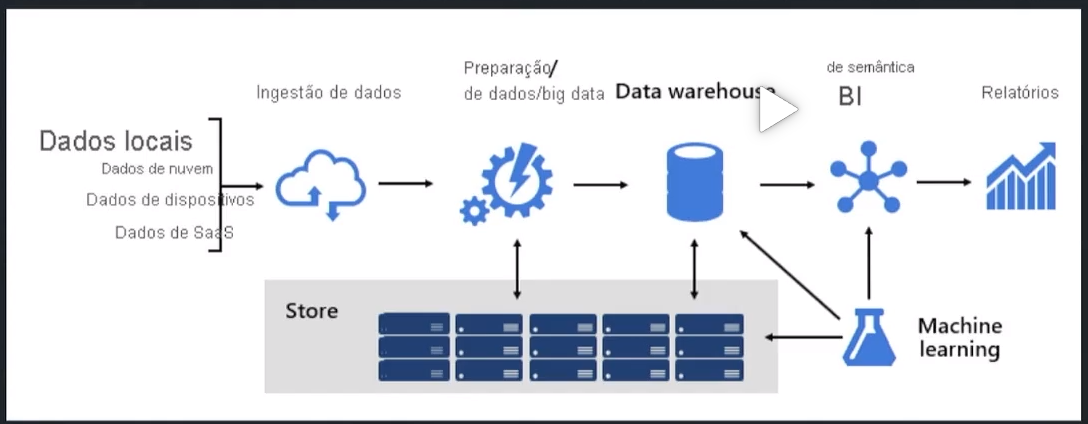 Ingestão de dados
Preparação/
de dados/big data
Data warehouse
de semântica
BI
Relatórios
Dados locais
Dados de nuvem
Dados de dispositivos
Dados de SaaS
Store
Machine
learning